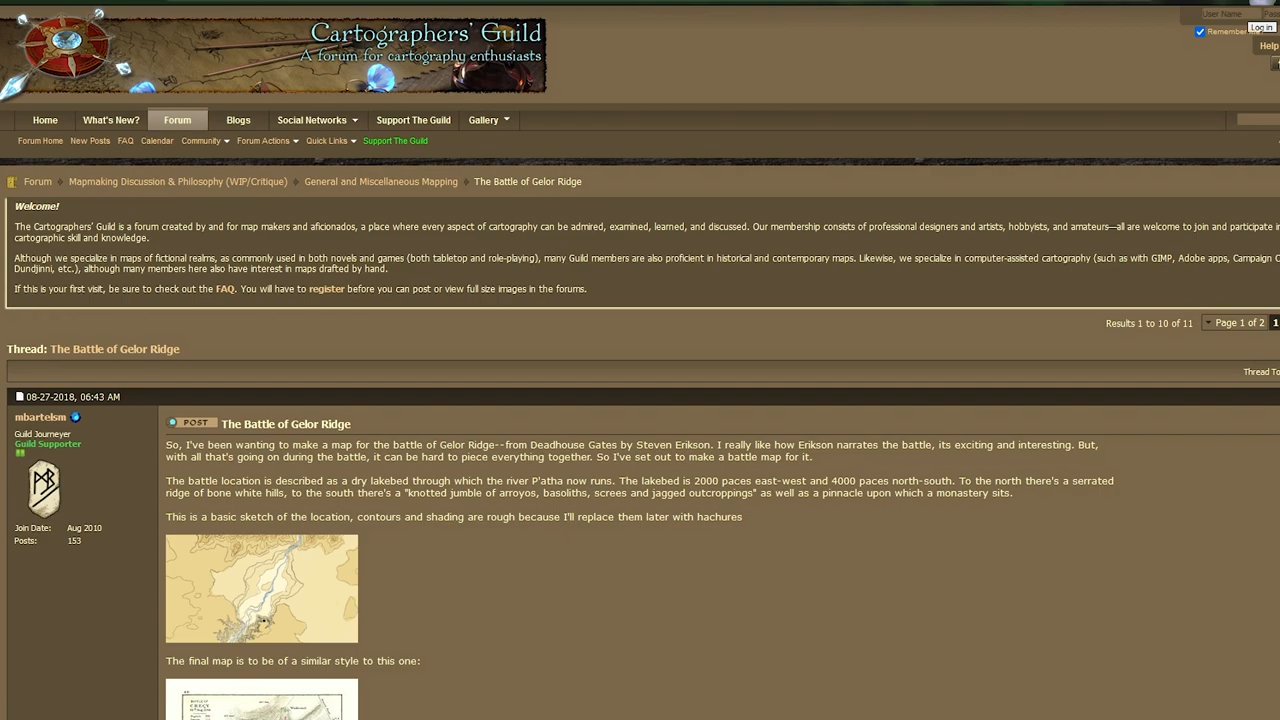 Cartographers' Guild
A forum for cartography enthusiasts
User Name
Log in
Remember
Help
Home What's New? Forum Blogs Social Networks Support The Guild Gallery
Forum Home New Posts FAQ Calendar Community Forum Actions Quick Links Support The Guild
Forum Mapmaking Discussion & Philosophy (WIP/Critique) General and Miscellaneous Mapping The Battle of Gelor Ridge
Welcome!
The Cartographers' Guild is a forum created by and for map makers and aficionados, a place where every aspect of cartography can be admired, examined, learned, and discussed. Our membership consists of professional designers and artists, hobbyists, and amateurs—all are welcome to join and participate in
cartographic skill and knowledge.
Although we specialize in maps of fictional realms, as commonly used in both novels and games (both tabletop and role-playing), many Guild members are also proficient in historical and contemporary maps. Likewise, we specialize in computer-assisted cartography (such as with GIMP, Adobe apps, Campaign C
Dundjinni, etc.), although many members here also have interest in maps drafted by hand.
If this is your first visit, be sure to check out the FAQ. You will have to register before you can post or view full size images in the forums.
Results 1 to 10 of 11 Page 1 of 2 1
Thread: The Battle of Gelor Ridge
Thread To
08-27-2018, 06:43 AM
mbartelsm
Guild Journeyer
Guild Supporter
MB
Join Date: Aug 2010
Posts: 153
POST The Battle of Gelor Ridge
So, I've been wanting to make a map for the battle of Gelor Ridge--from Deadhouse Gates by Steven Erikson. I really like how Erikson narrates the battle, its exciting and interesting. But,
with all that's going on during the battle, it can be hard to piece everything together. So I've set out to make a battle map for it.
The battle location is described as a dry lakebed through which the river P'atha now runs. The lakebed is 2000 paces east-west and 4000 paces north-south. To the north there's a serrated
ridge of bone white hills, to the south there's a "knotted jumble of arroyos, basoliths, screes and jagged outcroppings" as well as a pinnacle upon which a monastery sits.
This is a basic sketch of the location, contours and shading are rough because I'll replace them later with hachures
The final map is to be of a similar style to this one: